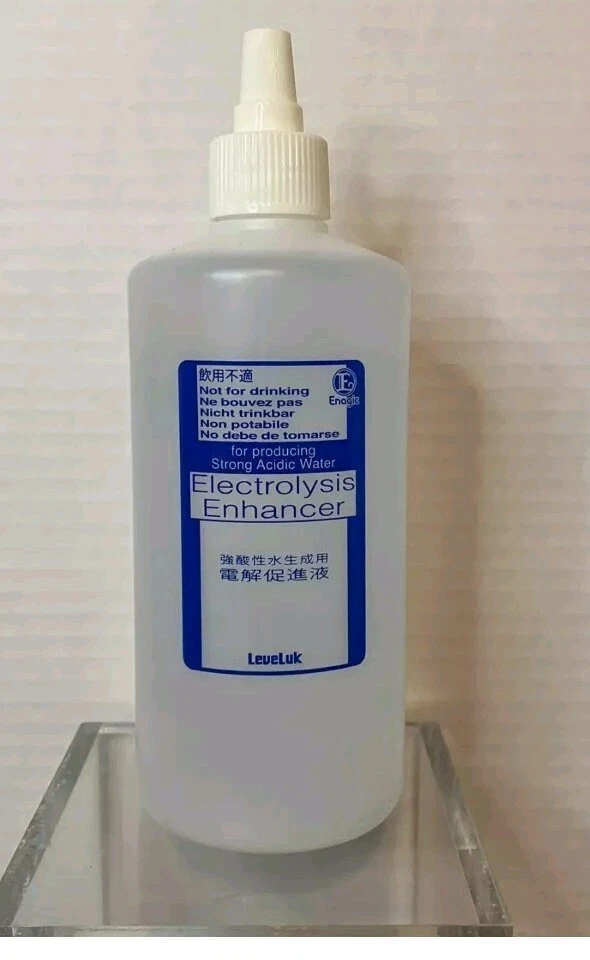 飲用不適
Not for drinking
Ne bouvez pas
Nicht trinkbar
Non potabile
No debe de tomarse
Enagic
for producing
Strong Acidic Water
Electrolysis
Enhancer
強酸性水生成用
電解促進液
LeveLuk